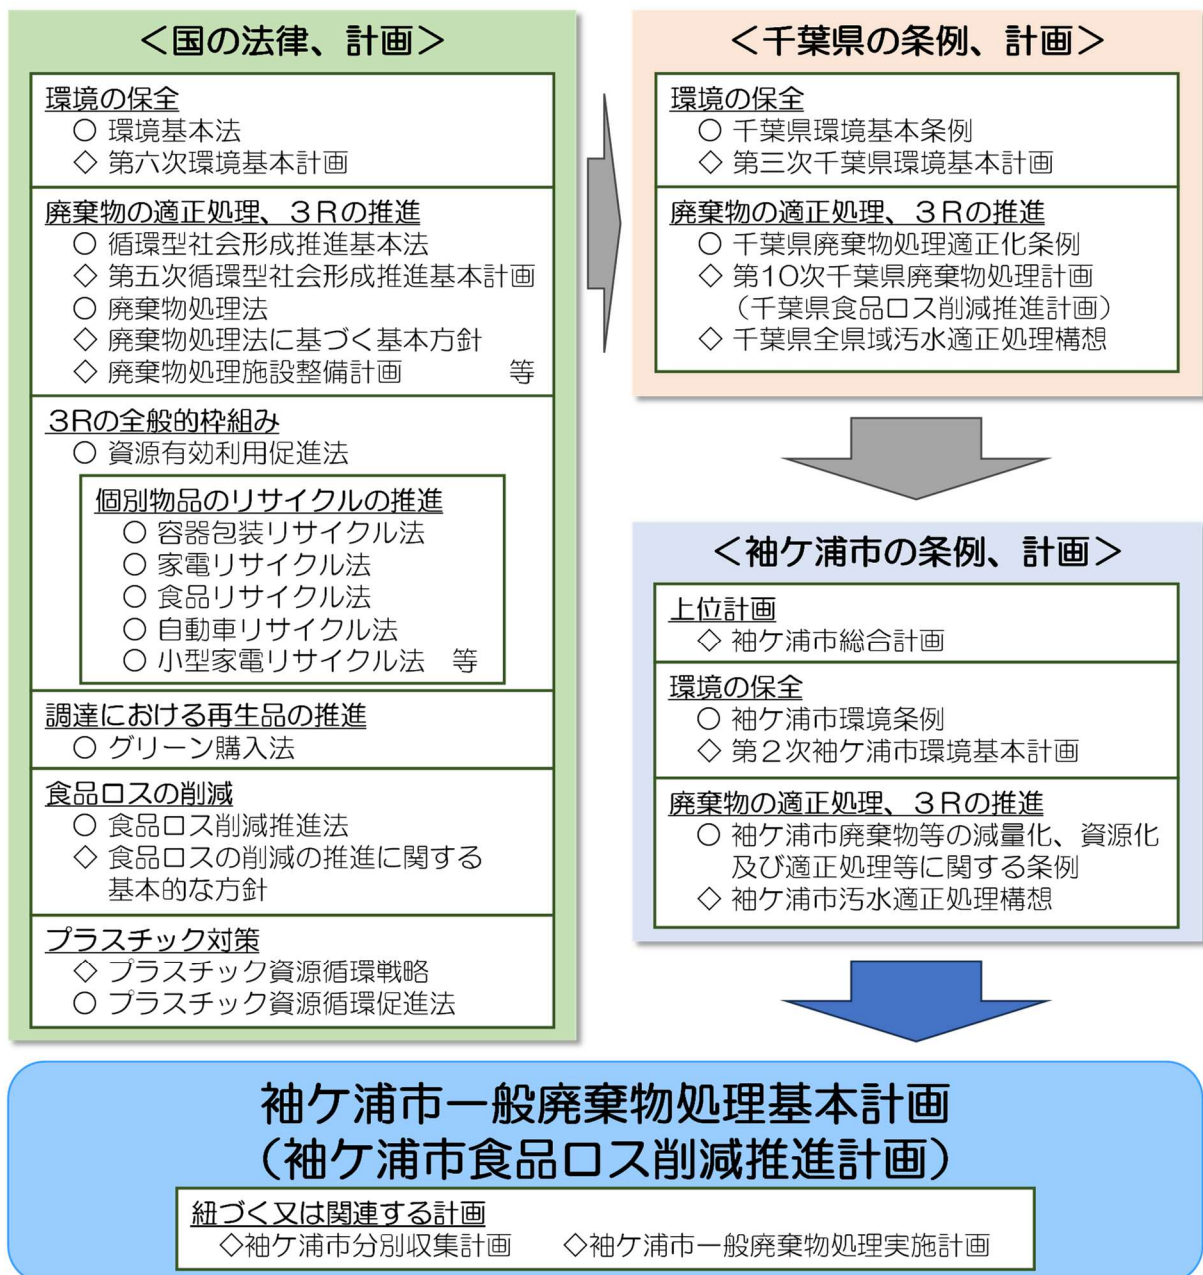 ＜国の法律、計画＞
環境の保全
○ 環境基本法
◇ 第六次環境基本計画
廃棄物の適正処理、３Ｒの推進
○ 循環型社会形成推進基本法
◇ 第五次循環型社会形成推進基本計画
○ 廃棄物処理法
◇ 廃棄物処理法に基づく基本方針
◇ 廃棄物処理施設整備計画　　　等
３Rの全般的枠組み
○ 資源有効利用促進法
個別物品のリサイクルの推進
○ 容器包装リサイクル法
○ 家電リサイクル法
○ 食品リサイクル法
○ 自動車リサイクル法
○ 小型家電リサイクル法　等
調達における再生品の推進
○ グリーン購入法
食品ロスの削減
○ 食品ロス削減推進法
◇ 食品ロスの削減の推進に関する
基本的な方針
プラスチック対策
◇ プラスチック資源循環戦略
○ プラスチック資源循環促進法
＜千葉県の条例、計画＞
環境の保全
○ 千葉県環境基本条例
◇ 第三次千葉県環境基本計画
廃棄物の適正処理、３Ｒの推進
○ 千葉県廃棄物処理適正化条例
◇ 第10次千葉県廃棄物処理計画
（千葉県食品ロス削減推進計画）
◇ 千葉県全県域汚水適正処理構想
＜袖ケ浦市の条例、計画＞
上位計画
◇ 袖ケ浦市総合計画
環境の保全
○ 袖ケ浦市環境条例
◇ 第２次袖ケ浦市環境基本計画
廃棄物の適正処理、３Ｒの推進
○ 袖ケ浦市廃棄物等の減量化、資源化
及び適正処理等に関する条例
◇ 袖ケ浦市汚水適正処理構想
袖ケ浦市一般廃棄物処理基本計画
（袖ケ浦市食品ロス削減推進計画）
紐づく又は関連する計画
◇袖ケ浦市分別収集計画　◇袖ケ浦市一般廃棄物処理実施計画